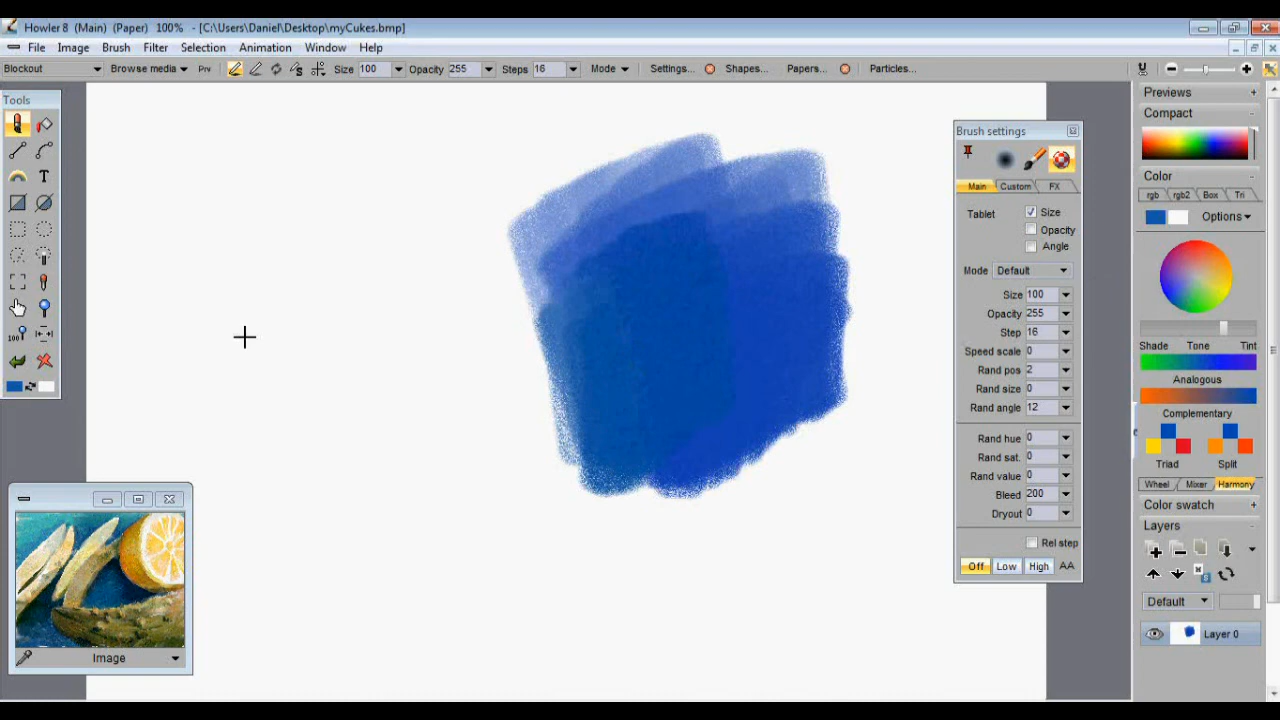 Howler 8 (Main) (Paper) 100% - [C:\Users\Daniel\Desktop\myCukes.bmp]
File Image Brush Filter Selection Animation Window Help
Blockout Browse media Prv Size 100 Opacity 255 Steps 16 Mode Settings... Shapes... Papers... Particles...
Tools
T
100
Image
Brush settings
Main Custom FX
Tablet Size
Opacity
Angle
Mode Default
Size 100
Opacity 255
Step 16
Speed scale 0
Rand pos 2
Rand size 0
Rand angle 12
Rand hue 0
Rand sat. 0
Rand value 0
Bleed 200
Dryout 0
Rel step
Off Low High AA
Previews +
Compact -
Color -
rgb rgb2 Box Tri
Options
Shade Tone Tint
Analogous
Complementary
Triad Split
Wheel Mixer Harmony
Color swatch +
Layers -
Default
Layer 0